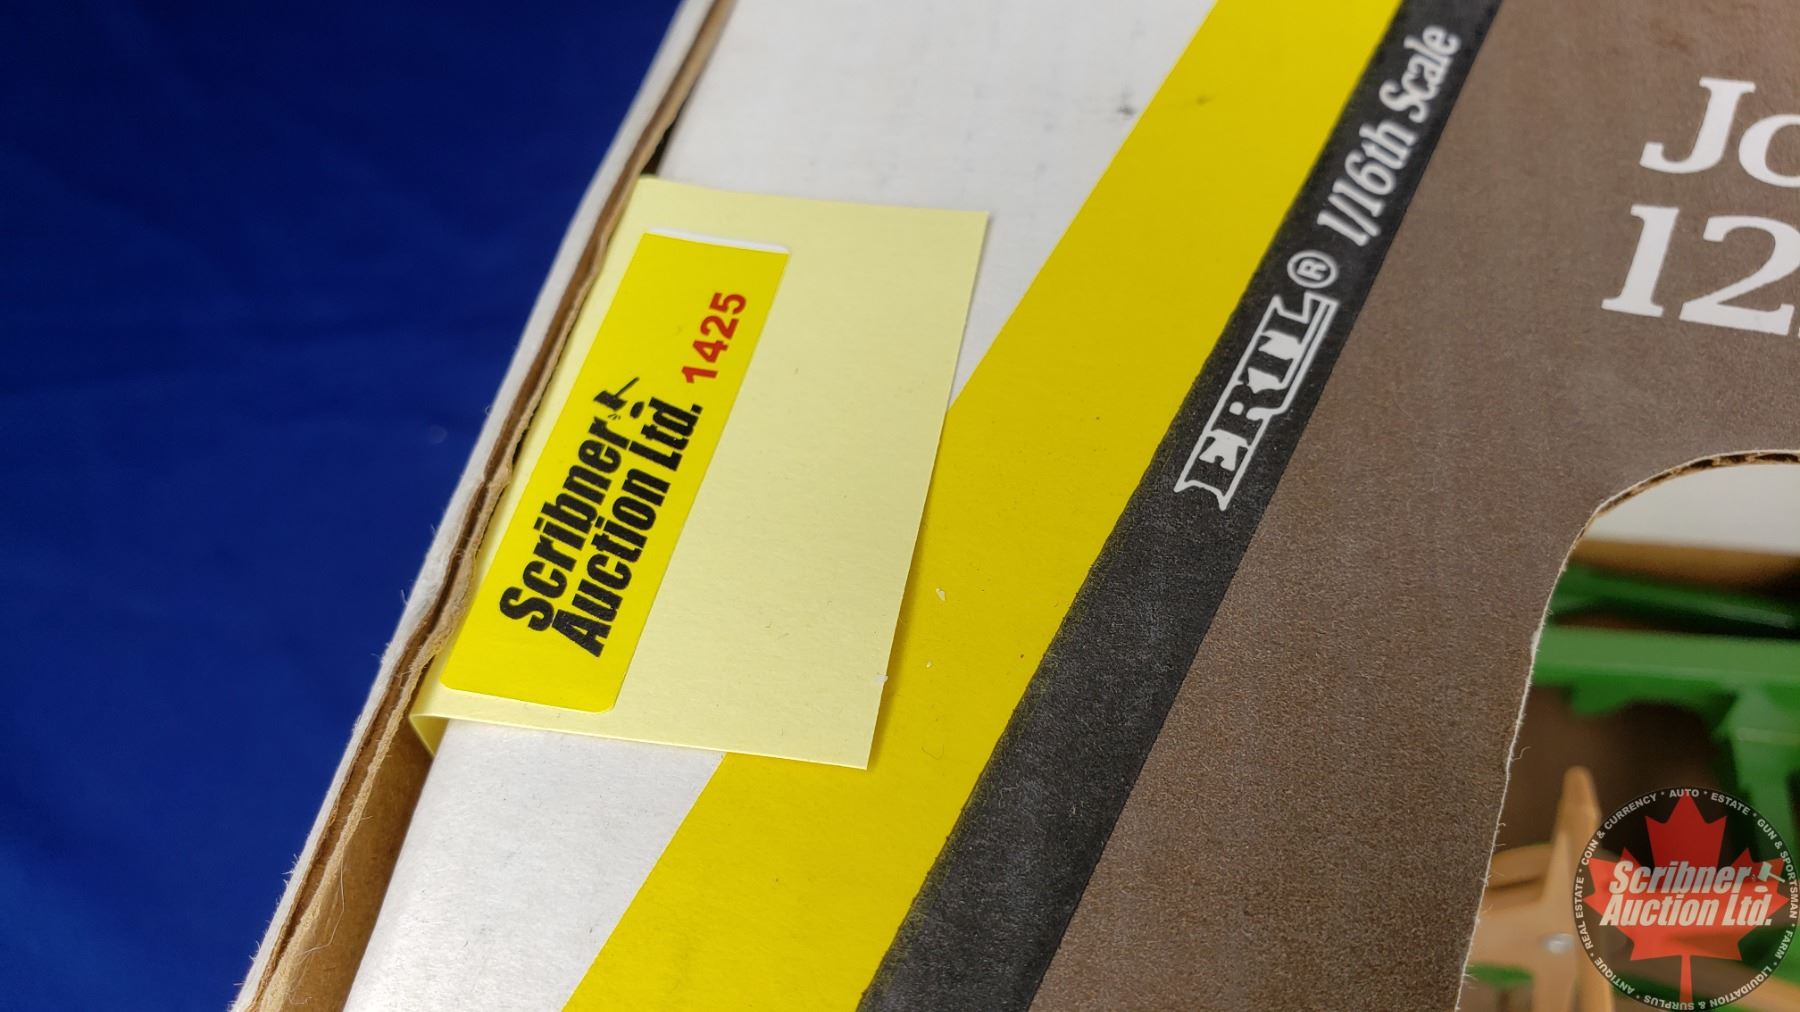 Scribner
Auction Ltd. 1425
ERTL® 1/16th Scale
Jo
12
COIN & CURRENCY * AUTO * ESTATE * GUN & SPORTSMAN * FARM * LIQUIDATION & SURPLUS * ANTIQUE * REAL ESTATE *
Scribner
Auction Ltd.